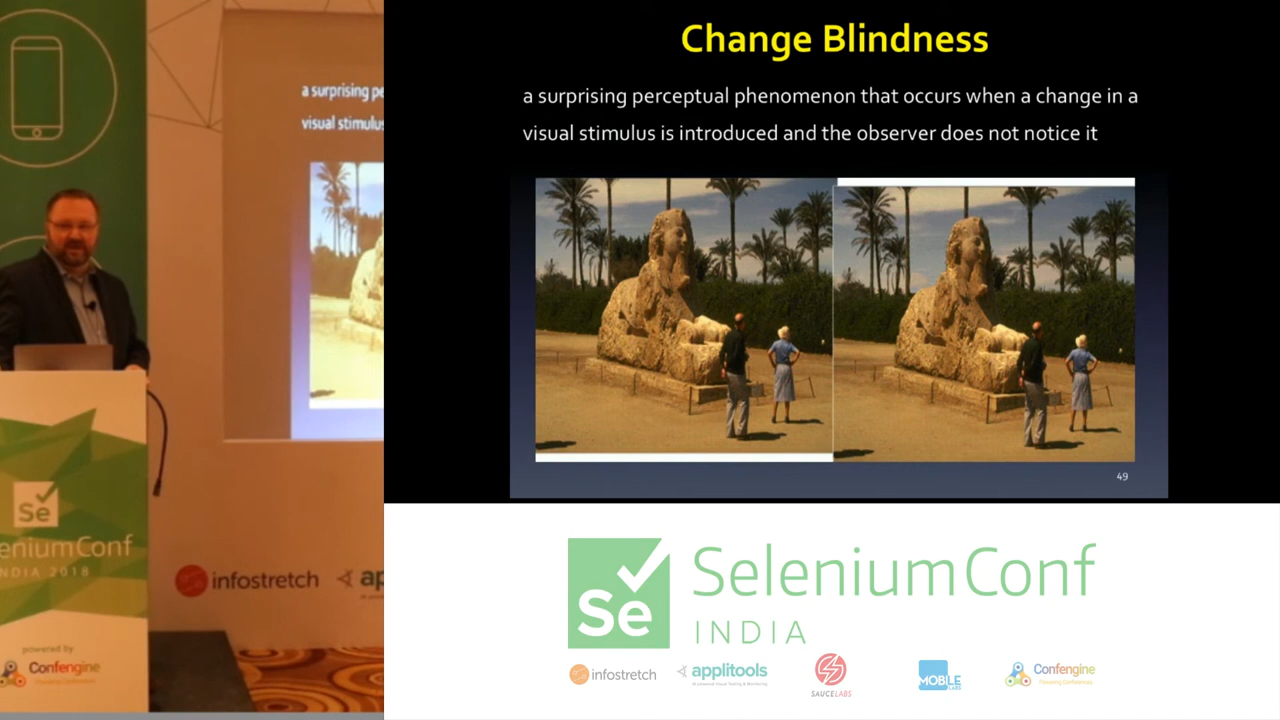 Change Blindness
a surprising perceptual phenomenon that occurs when a change in a
visual stimulus is introduced and the observer does not notice it
49
a surprising pe
visual stimulus
Se
eniumConf
NDIA 2018
powered by
Confengine
infostretch
ap
Se
SeleniumConf
INDIA
infostretch
applitools
SAUCELABS
MOBILE
LABS
Confengine